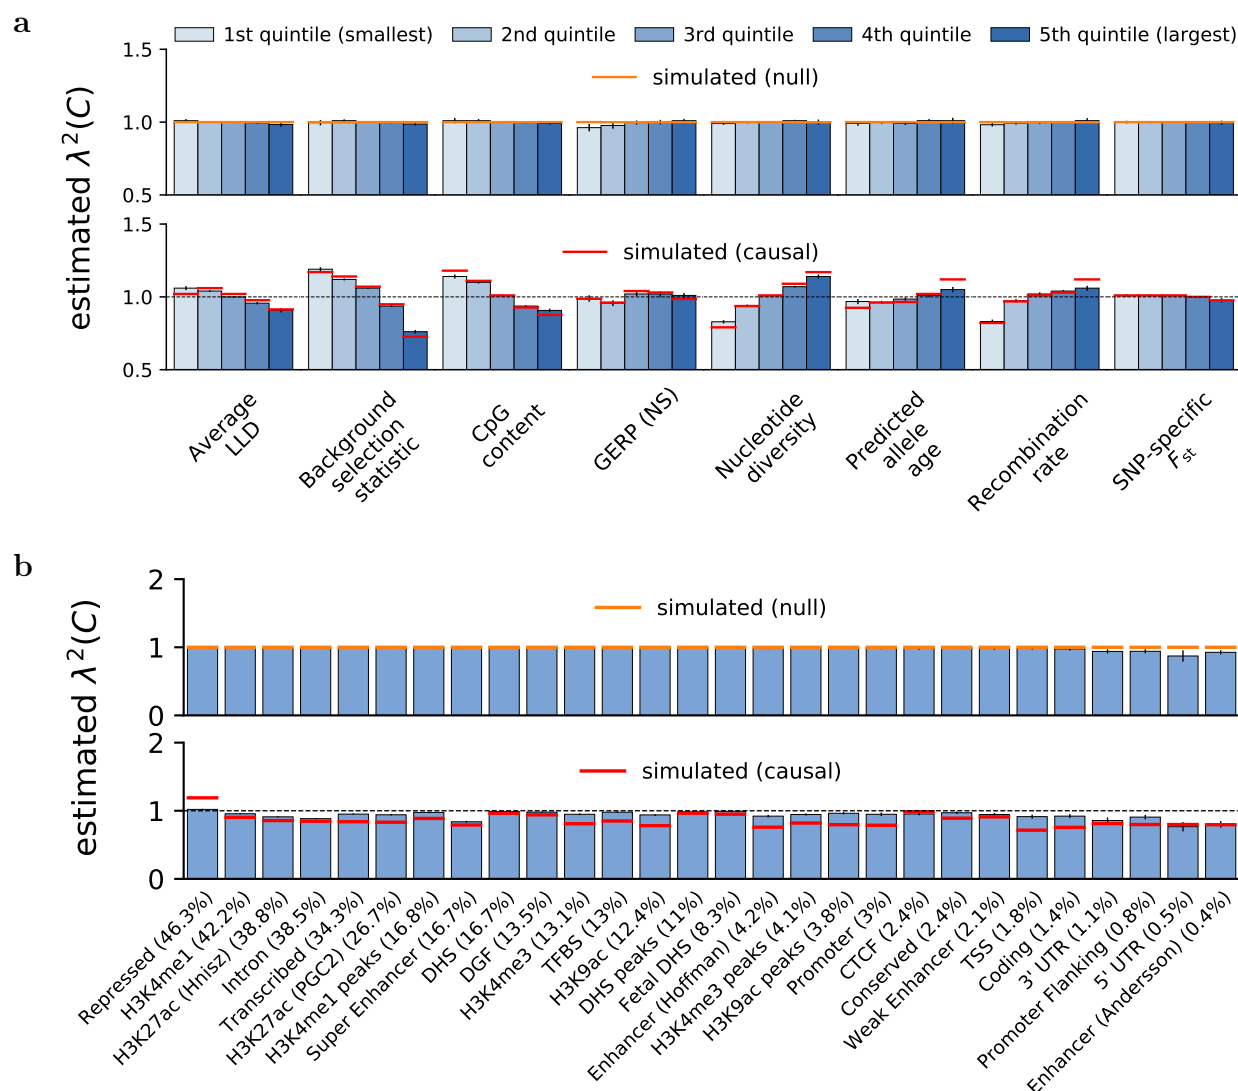 a
1st quintile (smallest) 2nd quintile 3rd quintile 4th quintile 5th quintile (largest)
estimated λ²(C)
1.5
1.0
0.5
simulated (null)
1.5
1.0
0.5
simulated (causal)
Average
LLD
Background
selection
statistic
CpG
content
GERP (NS)
Nucleotide
diversity
Predicted
allele
age
Recombination
rate
SNP-specific
Fst
b
estimated λ²(C)
2
1
0
simulated (null)
2
1
0
simulated (causal)
Repressed (46.3%)
H3K4me1 (42.2%)
H3K27ac (Hnisz) (38.8%)
Intron (38.5%)
Transcribed (34.3%)
H3K27ac (PGC2) (26.7%)
H3K4me1 peaks (16.8%)
Super Enhancer (16.7%)
DHS (16.7%)
DGF (13.5%)
H3K4me3 (13.1%)
TFBS (13%)
H3K9ac (12.4%)
DHS peaks (11%)
Fetal DHS (8.3%)
Enhancer (Hoffman) (4.2%)
H3K4me3 peaks (4.1%)
H3K9ac peaks (3.8%)
Promoter (3%)
CTCF (2.4%)
Conserved (2.4%)
Weak Enhancer (2.1%)
TSS (1.8%)
Coding (1.4%)
3' UTR (1.1%)
Promoter Flanking (0.8%)
5' UTR (0.5%)
Enhancer (Andersson) (0.4%)